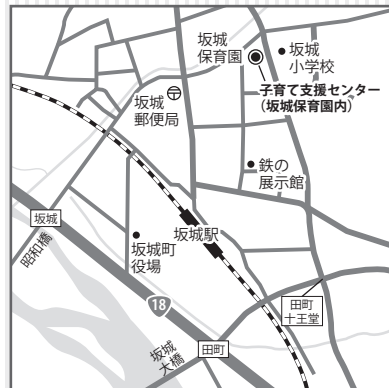 坂城
保育園
坂城
小学校
子育て支援センター
(坂城保育園内)
坂城
郵便局
鉄の
展示館
坂城
昭和橋
坂城町
役場
坂城駅
18
田町
十王堂
坂城
大橋
田町